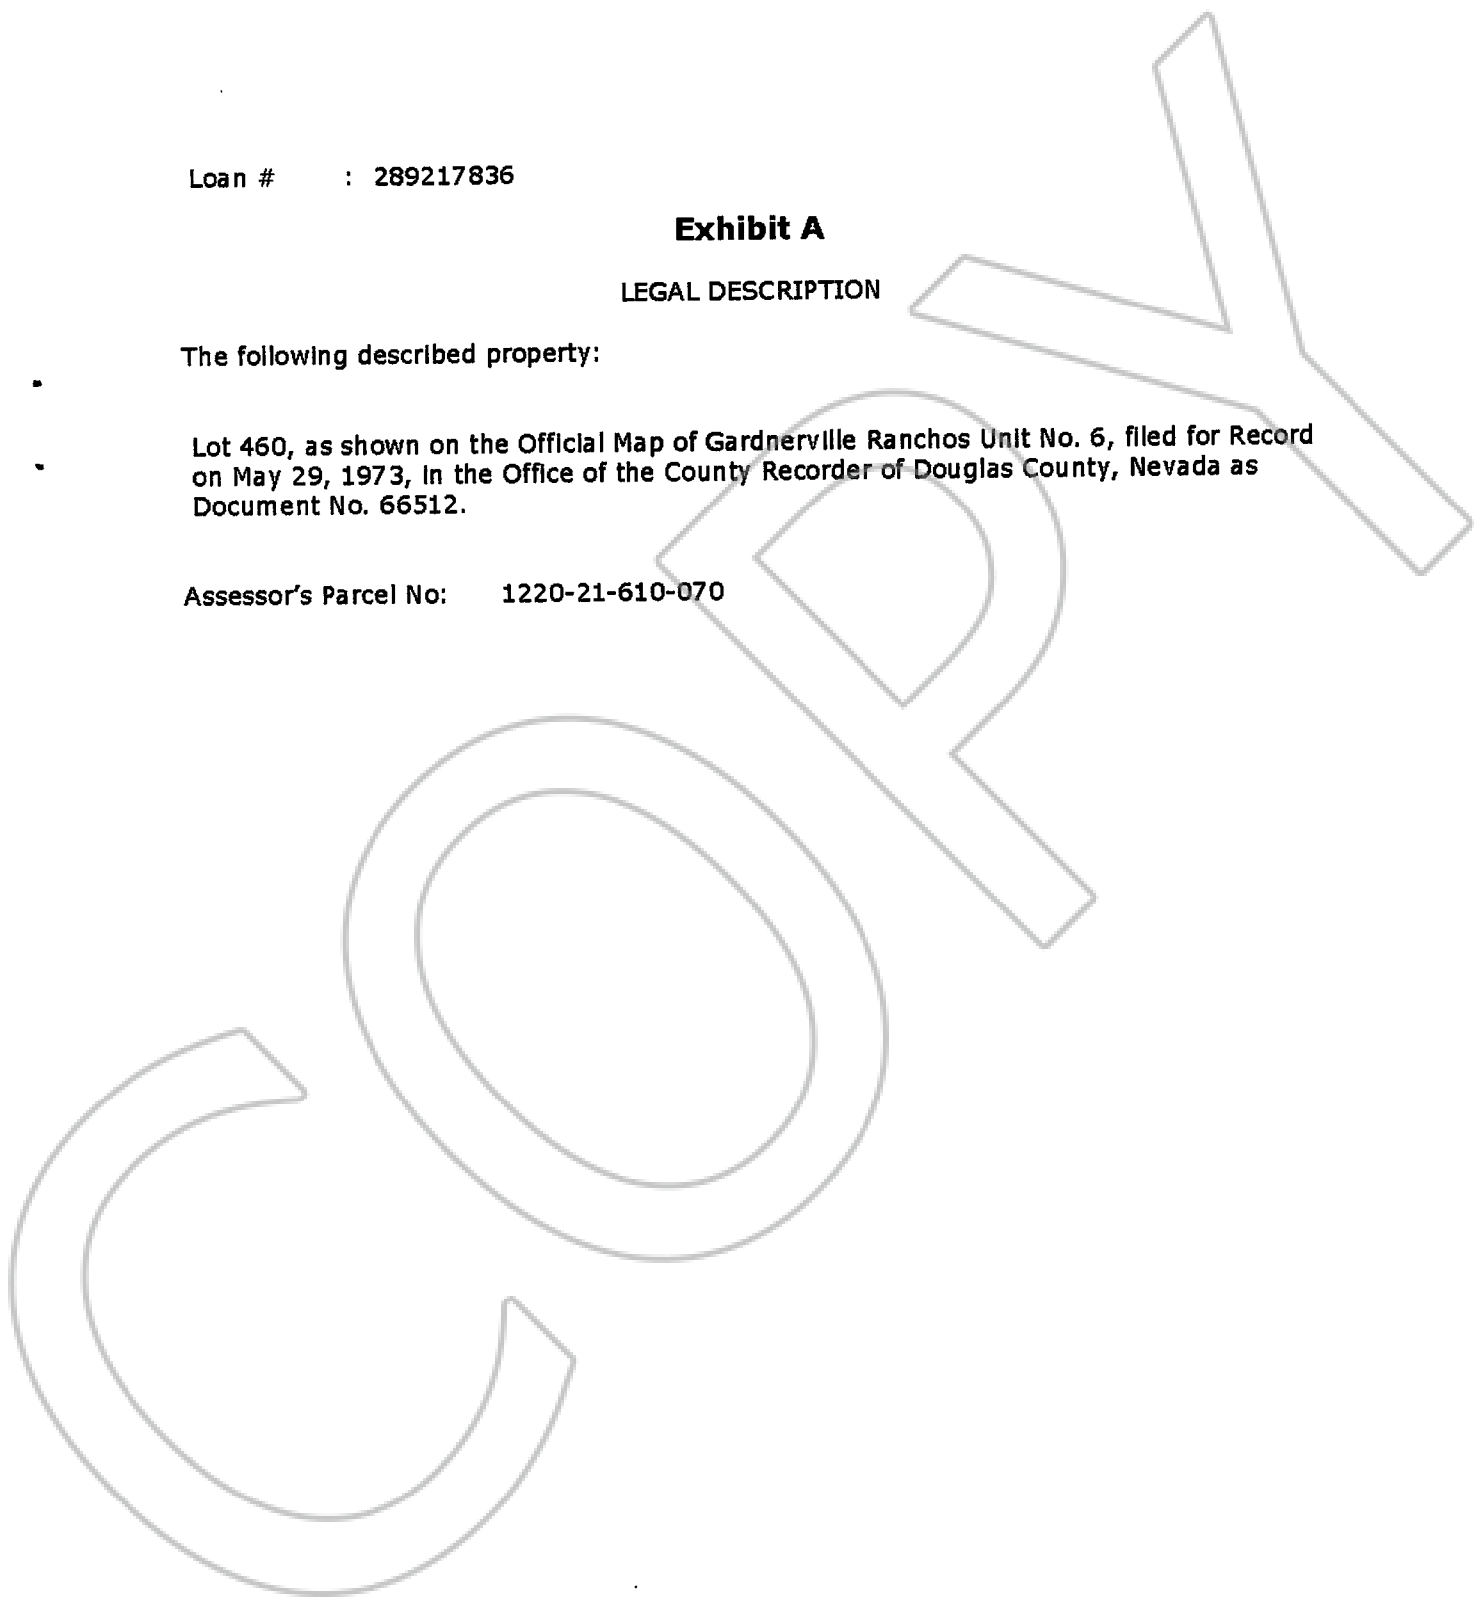 Loan # : 289217836
Exhibit A
LEGAL DESCRIPTION
The following described property:
Lot 460, as shown on the Official Map of Gardnerville Ranchos Unit No. 6, filed for Record
on May 29, 1973, in the Office of the County Recorder of Douglas County, Nevada as
Document No. 66512.
Assessor's Parcel No: 1220-21-610-070
COPY